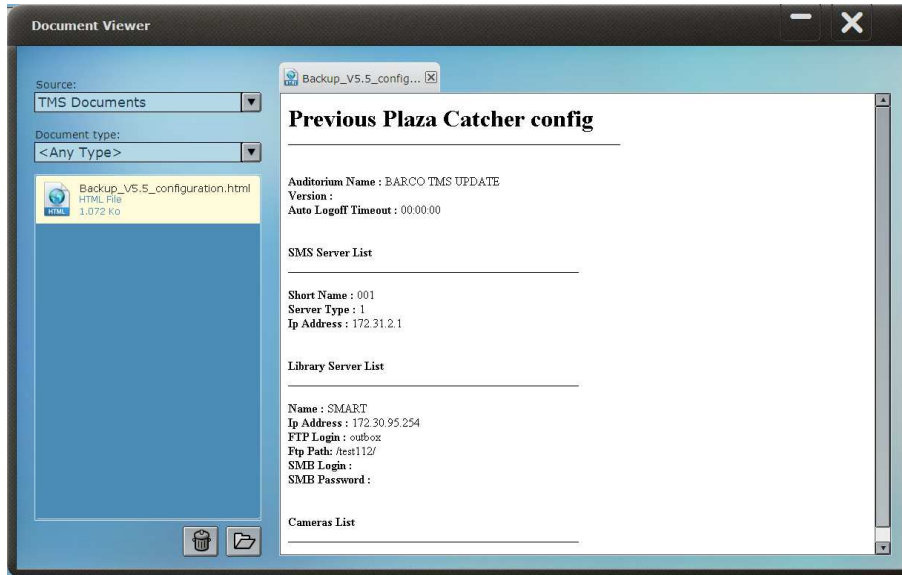 Document Viewer
Source:
TMS Documents
Document type:
<Any Type>
Backup_V5.5_configuration.html
HTML File
1.072 Ko
HTML
Backup_V5.5_config...
Previous Plaza Catcher config
Auditorium Name : BARCO TMS UPDATE
Version :
Auto Logoff Timeout : 00:00:00
SMS Server List
Short Name : 001
Server Type : 1
Ip Address : 172.31.2.1
Library Server List
Name : SMART
Ip Address : 172.30.95.254
FTP Login : outbox
Ftp Path: /test112/
SMB Login :
SMB Password :
Cameras List